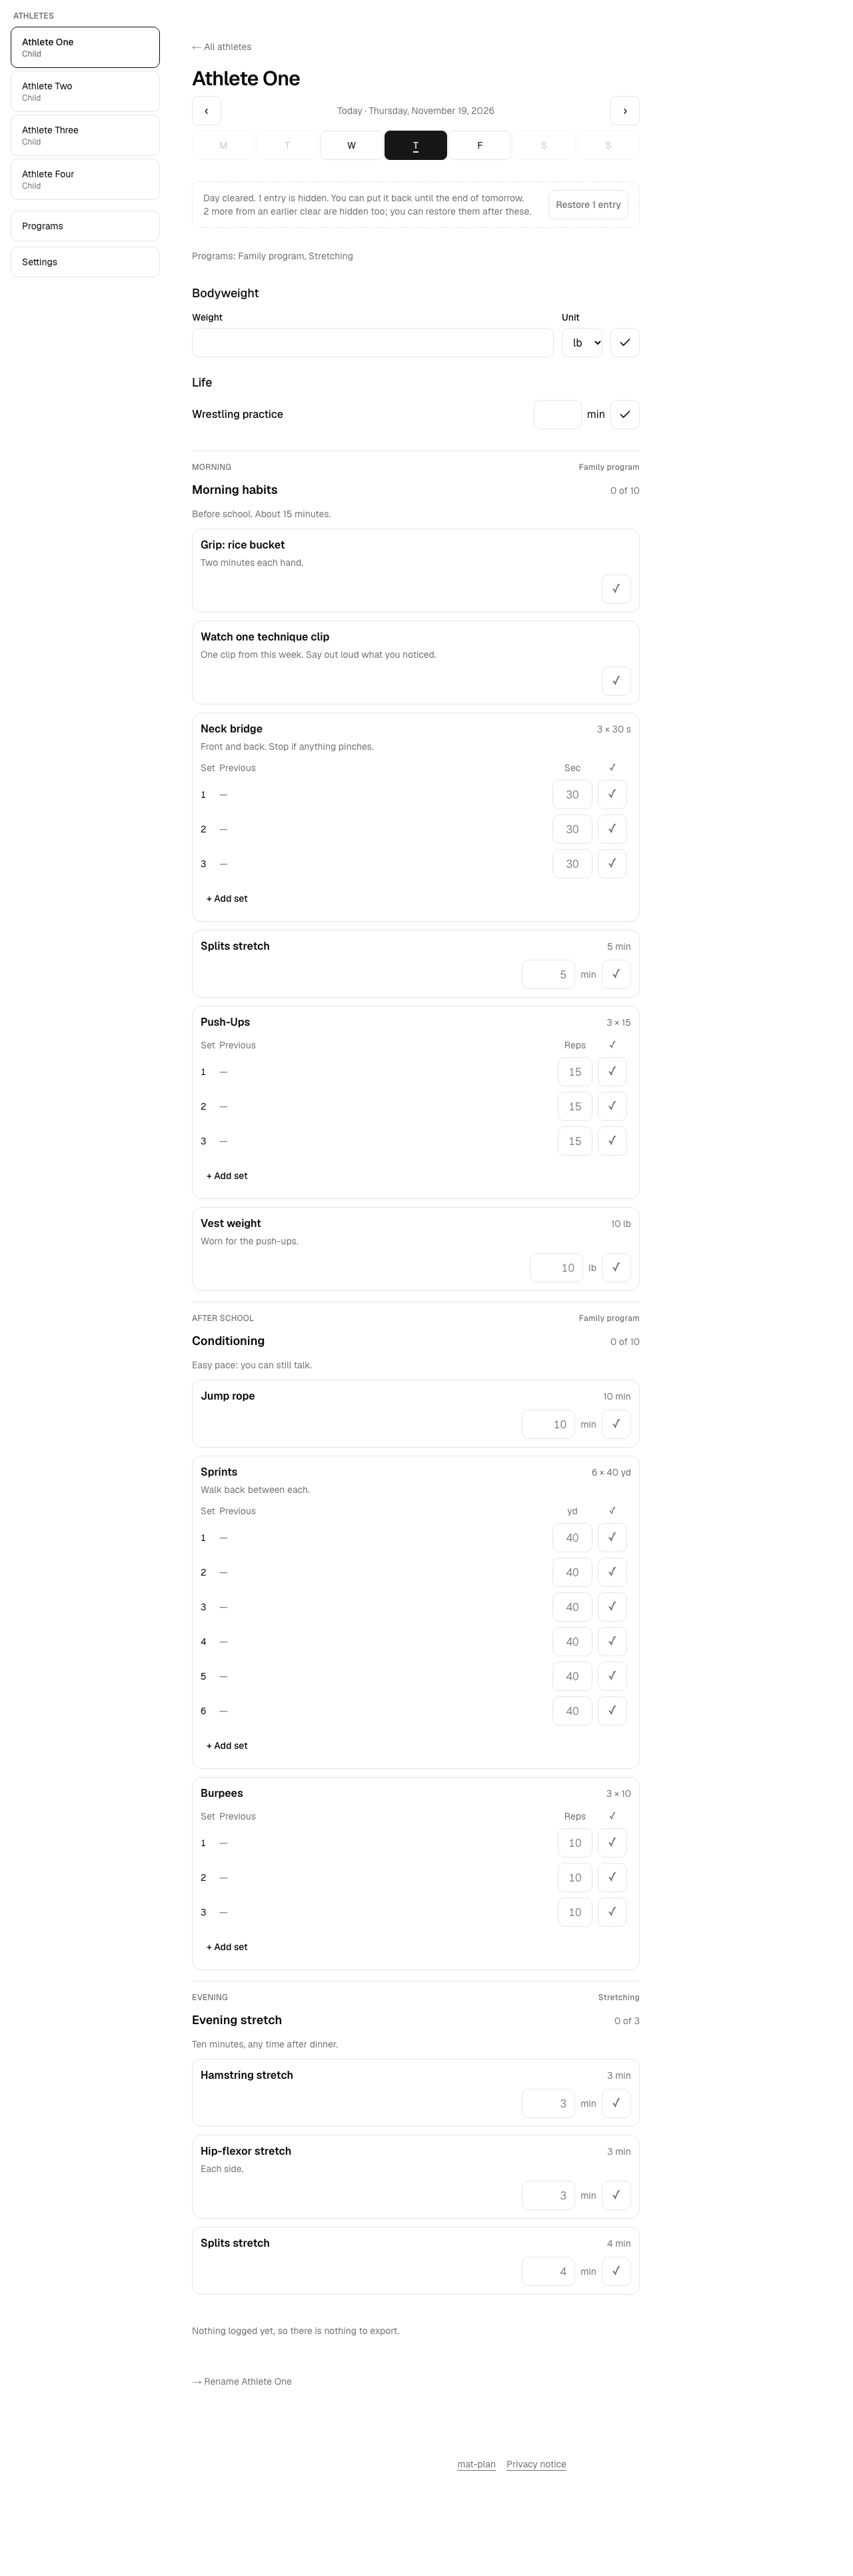 ATHLETES
Athlete One
Child
Athlete Two
Child
Athlete Three
Child
Athlete Four
Child
Programs
Settings
← All athletes
Athlete One
‹ Today · Thursday, November 19, 2026 ›
M T W T F S S
Day cleared. 1 entry is hidden. You can put it back until the end of tomorrow.
2 more from an earlier clear are hidden too; you can restore them after these.
Restore 1 entry
Programs: Family program, Stretching
Bodyweight
Weight Unit
lb ✓
Life
Wrestling practice min ✓
MORNING Family program
Morning habits 0 of 10
Before school. About 15 minutes.
Grip: rice bucket
Two minutes each hand.
✓
Watch one technique clip
One clip from this week. Say out loud what you noticed.
✓
Neck bridge 3 × 30 s
Front and back. Stop if anything pinches.
Set Previous Sec ✓
1 — 30 ✓
2 — 30 ✓
3 — 30 ✓
+ Add set
Splits stretch 5 min
5 min ✓
Push-Ups 3 × 15
Set Previous Reps ✓
1 — 15 ✓
2 — 15 ✓
3 — 15 ✓
+ Add set
Vest weight 10 lb
Worn for the push-ups.
10 lb ✓
AFTER SCHOOL Family program
Conditioning 0 of 10
Easy pace: you can still talk.
Jump rope 10 min
10 min ✓
Sprints 6 × 40 yd
Walk back between each.
Set Previous yd ✓
1 — 40 ✓
2 — 40 ✓
3 — 40 ✓
4 — 40 ✓
5 — 40 ✓
6 — 40 ✓
+ Add set
Burpees 3 × 10
Set Previous Reps ✓
1 — 10 ✓
2 — 10 ✓
3 — 10 ✓
+ Add set
EVENING Stretching
Evening stretch 0 of 3
Ten minutes, any time after dinner.
Hamstring stretch 3 min
3 min ✓
Hip-flexor stretch 3 min
Each side.
3 min ✓
Splits stretch 4 min
4 min ✓
Nothing logged yet, so there is nothing to export.
→ Rename Athlete One
mat-plan Privacy notice